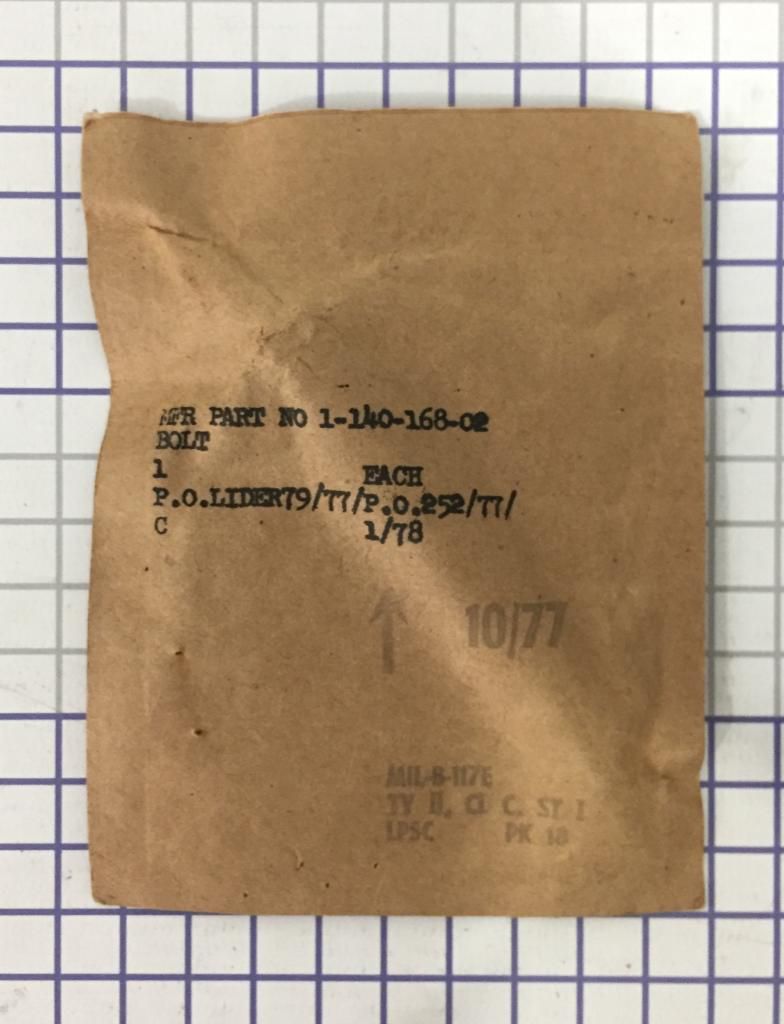 MFR PART NO 1-140-168-02
BOLT
1 EACH
P.O.LIDER79/77/P.O.252/77/
C 1/78
10/77
MIL-B-117E
TY II, Cl C, ST I
LPSC PK 18